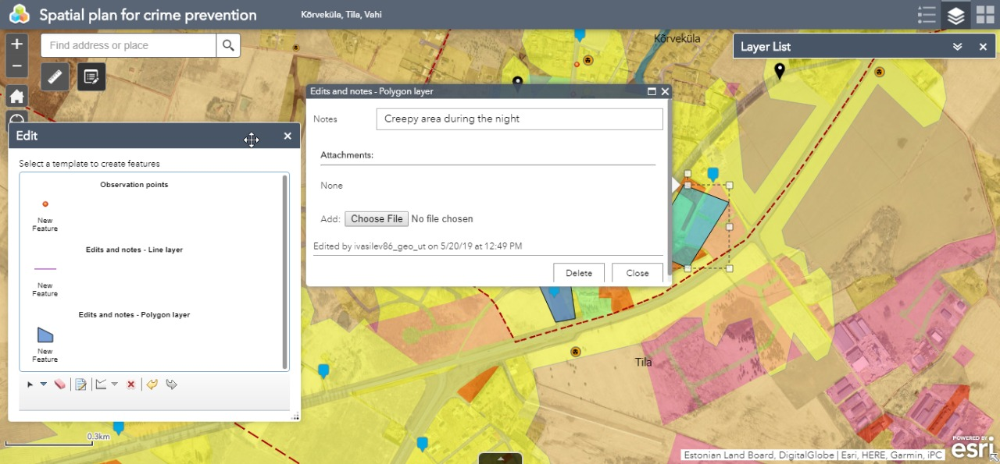 Spatial plan for crime prevention
Kõrveküla, Tila, Vahi
Find address or place
Kõrveküla
Layer List
Edits and notes - Polygon layer
Notes
Creepy area during the night
Attachments:
None
Add: Choose File No file chosen
Edited by ivasilev86_geo_ut on 5/20/19 at 12:49 PM
Delete
Close
Edit
Select a template to create features
Observation points
New
Feature
Edits and notes - Line layer
New
Feature
Edits and notes - Polygon layer
New
Feature
Tila
0.3km
Estonian Land Board, DigitalGlobe | Esri, HERE, Garmin, iPC
POWERED BY
esri